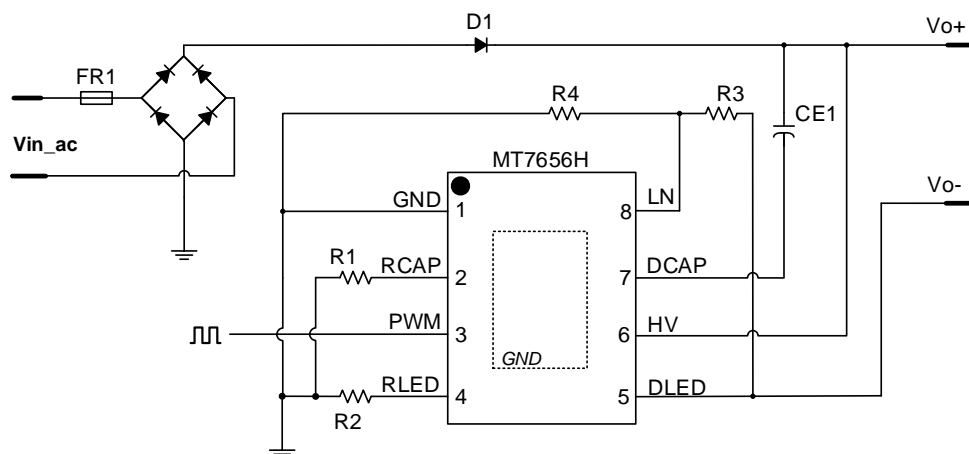 D1
Vo+
FR1
R4
R3
CE1
Vin_ac
MT7656H
Vo-
GND
1
8
LN
R1
RCAP
2
7
DCAP
PWM
3
6
HV
GND
RLED
4
5
DLED
R2